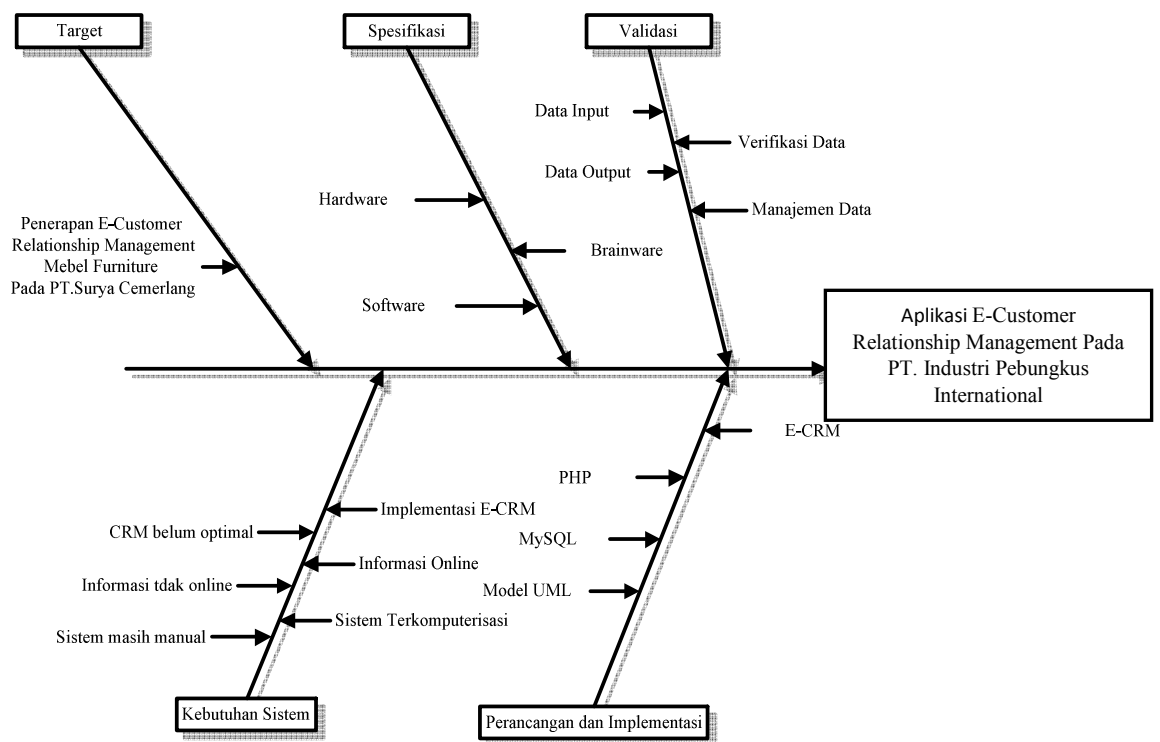 Target
Spesifikasi
Validasi
Data Input
Verifikasi Data
Data Output
Manajemen Data
Hardware
Brainware
Software
Penerapan E-Customer
Relationship Management
Mebel Furniture
Pada PT.Surya Cemerlang
Aplikasi E-Customer
Relationship Management Pada
PT. Industri Pebungkus
International
E-CRM
PHP
MySQL
Model UML
Implementasi E-CRM
CRM belum optimal
Informasi Online
Informasi tdak online
Sistem Terkomputerisasi
Sistem masih manual
Kebutuhan Sistem
Perancangan dan Implementasi